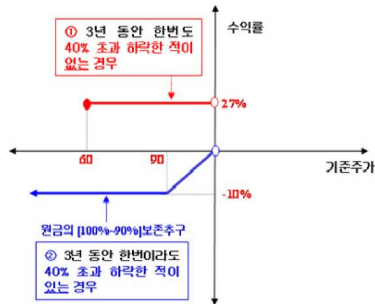 수익률
① 3년 동안 한번도
40% 초과 하락한 적이
없는 경우
27%
60
90
기준주가
-10%
원금의 [100%~90%]보존추구
② 3년 동안 한번이라도
40% 초과 하락한 적이
있는 경우